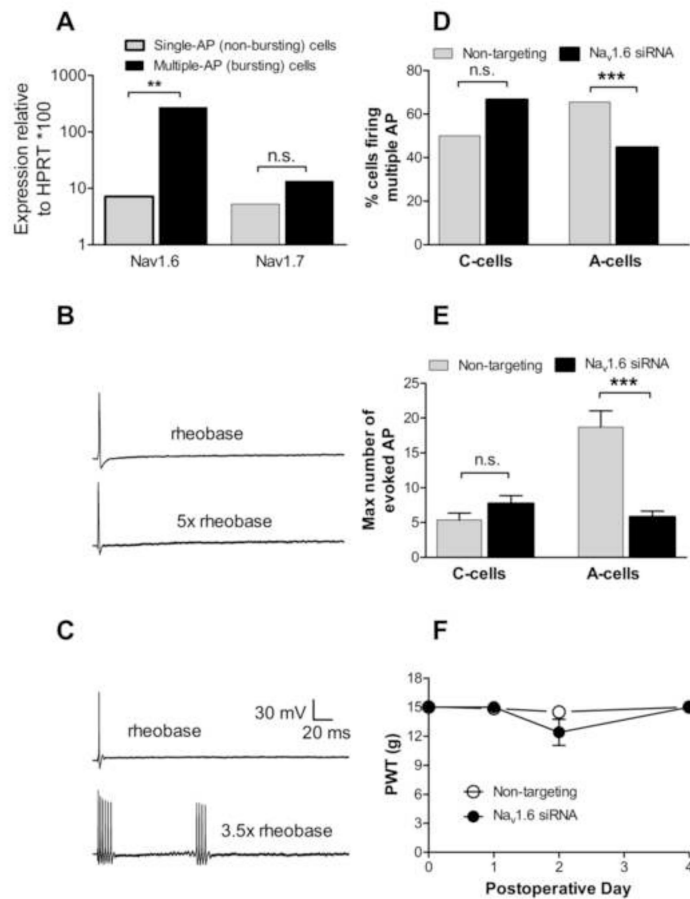 A
Single-AP (non-bursting) cells
Multiple-AP (bursting) cells
Expression relative
to HPRT *100
1000
100
10
1
**
n.s.
Nav1.6
Nav1.7
B
rheobase
5x rheobase
C
rheobase
30 mV
20 ms
3.5x rheobase
D
Non-targeting
Nav1.6 siRNA
% cells firing
multiple AP
80
60
40
20
0
n.s.
***
C-cells
A-cells
E
Non-targeting
Nav1.6 siRNA
Max number of
evoked AP
25
20
15
10
5
0
n.s.
***
C-cells
A-cells
F
PWT (g)
18
15
12
9
6
3
0
Non-targeting
Nav1.6 siRNA
0
1
2
3
4
Postoperative Day